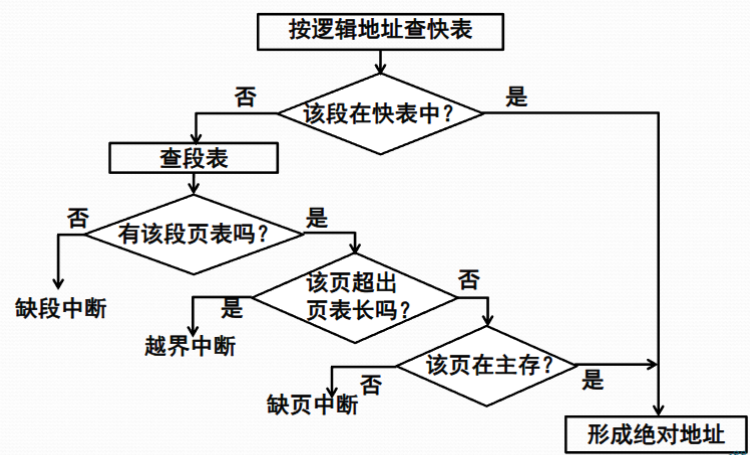 按逻辑地址查快表
否
该段在快表中?
是
查段表
否
有该段页表吗?
是
缺段中断
该页超出
页表长吗?
是
否
越界中断
该页在主存?
否
是
缺页中断
形成绝对地址